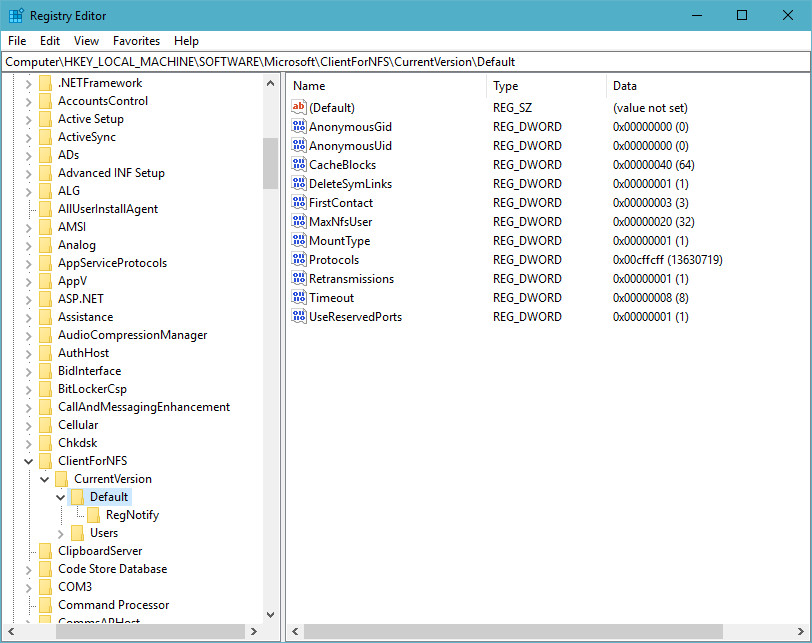 Registry Editor
File Edit View Favorites Help
Computer\HKEY_LOCAL_MACHINE\SOFTWARE\Microsoft\ClientForNFS\CurrentVersion\Default
.NETFramework
AccountsControl
Active Setup
ActiveSync
ADs
Advanced INF Setup
ALG
AllUserInstallAgent
AMSI
Analog
AppServiceProtocols
AppV
ASP.NET
Assistance
AudioCompressionManager
AuthHost
BidInterface
BitLockerCsp
CallAndMessagingEnhancement
Cellular
Chkdsk
ClientForNFS
CurrentVersion
Default
RegNotify
Users
ClipboardServer
Code Store Database
COM3
Command Processor
CommsAPHost
Name Type Data
ab (Default) REG_SZ (value not set)
AnonymousGid REG_DWORD 0x00000000 (0)
AnonymousUid REG_DWORD 0x00000000 (0)
CacheBlocks REG_DWORD 0x00000040 (64)
DeleteSymLinks REG_DWORD 0x00000001 (1)
FirstContact REG_DWORD 0x00000003 (3)
MaxNfsUser REG_DWORD 0x00000020 (32)
MountType REG_DWORD 0x00000001 (1)
Protocols REG_DWORD 0x00cffcff (13630719)
Retransmissions REG_DWORD 0x00000001 (1)
Timeout REG_DWORD 0x00000008 (8)
UseReservedPorts REG_DWORD 0x00000001 (1)